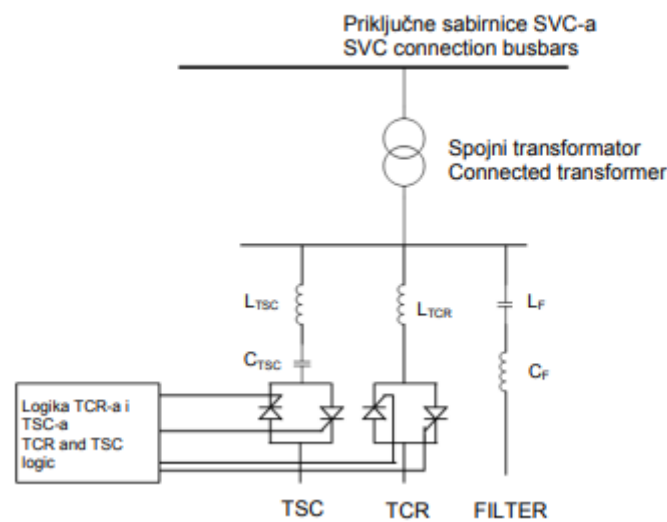 Priključne sabirnice SVC-a
SVC connection busbars
Spojni transformator
Connected transformer
LTSC
LTCR
LF
CTSC
CF
Logika TCR-a i
TSC-a
TCR and TSC
logic
TSC
TCR
FILTER